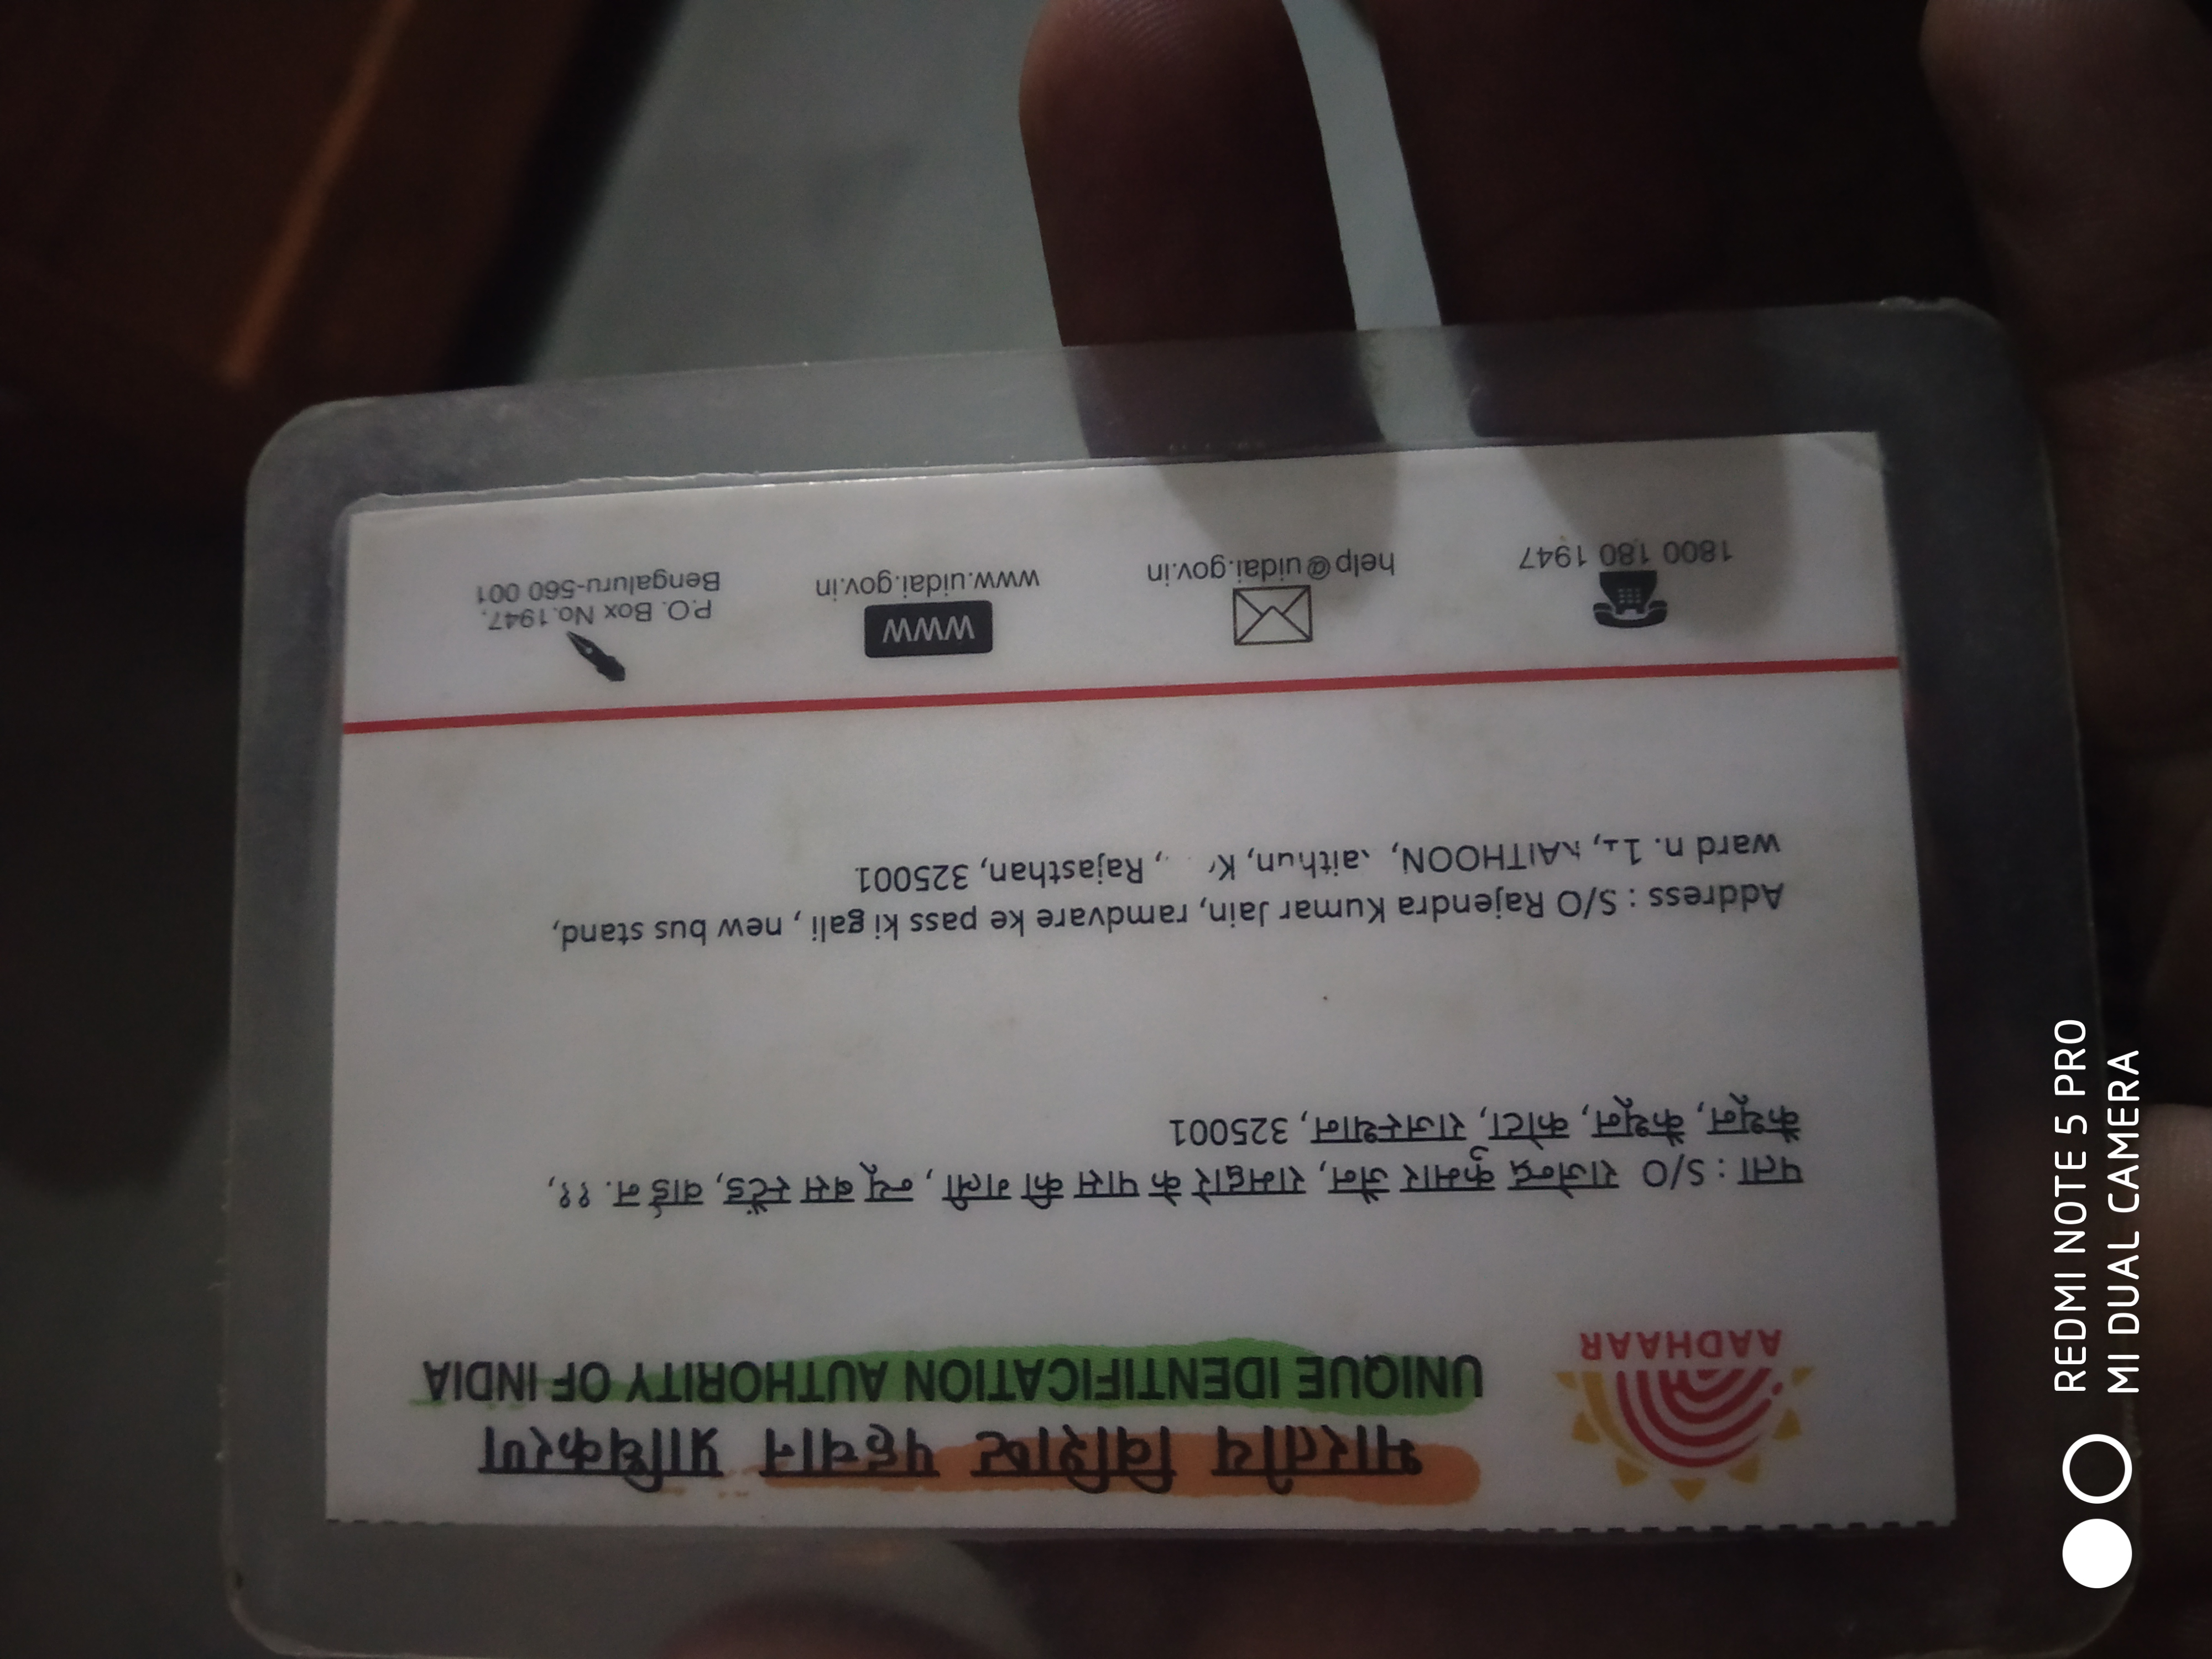 भारतीय विशिष्ट पहचान प्राधिकरण
UNIQUE IDENTIFICATION AUTHORITY OF INDIA
AADHAAR
पता : S/O राजेन्द्र कुमार जैन, रामद्वारे के पास की गली , न्यू बस स्टेंड, वार्ड न. ११,
कैथून, कैथून, कोटा, राजस्थान, 325001
Address : S/O Rajendra Kumar Jain, ramdvare ke pass ki gali , new bus stand,
ward n. Rajasthan, 325001
1800 180 1947
help@uidai.gov.in
WWW
www.uidai.gov.in
P.O. Box No.1947,
Bengaluru-560 001
REDMI NOTE 5 PRO
MI DUAL CAMERA